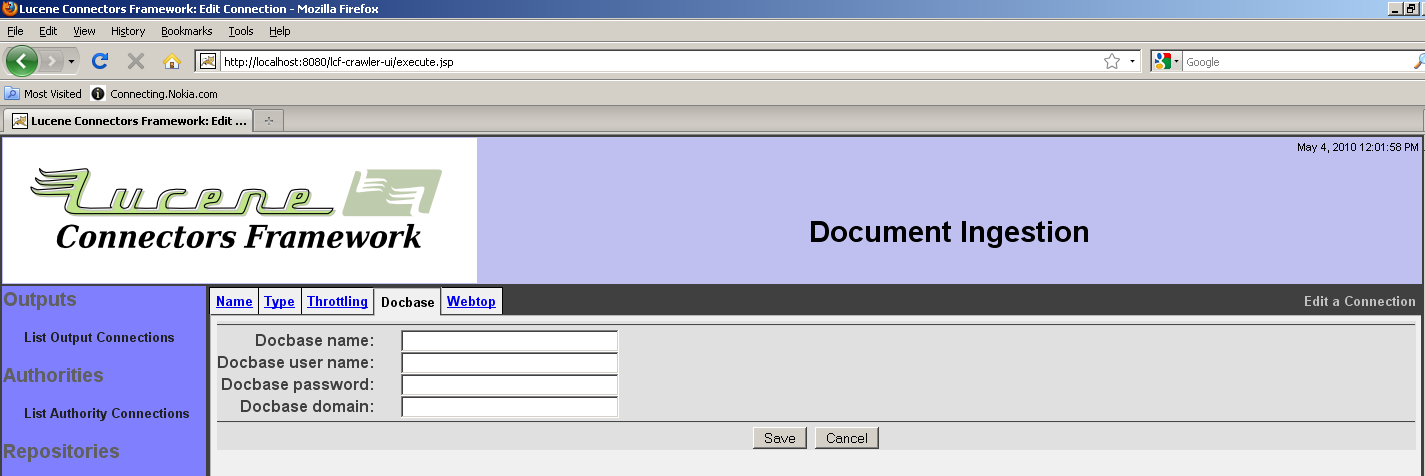 Lucene Connectors Framework: Edit Connection - Mozilla Firefox
File Edit View History Bookmarks Tools Help
http://localhost:8080/lcf-crawler-ui/execute.jsp
Google
Most Visited Connecting.Nokia.com
Lucene Connectors Framework: Edit ...
May 4, 2010 12:01:58 PM
Lucene
Connectors Framework
Document Ingestion
Outputs
List Output Connections
Authorities
List Authority Connections
Repositories
Name Type Throttling Docbase Webtop
Edit a Connection
Docbase name:
Docbase user name:
Docbase password:
Docbase domain:
Save Cancel